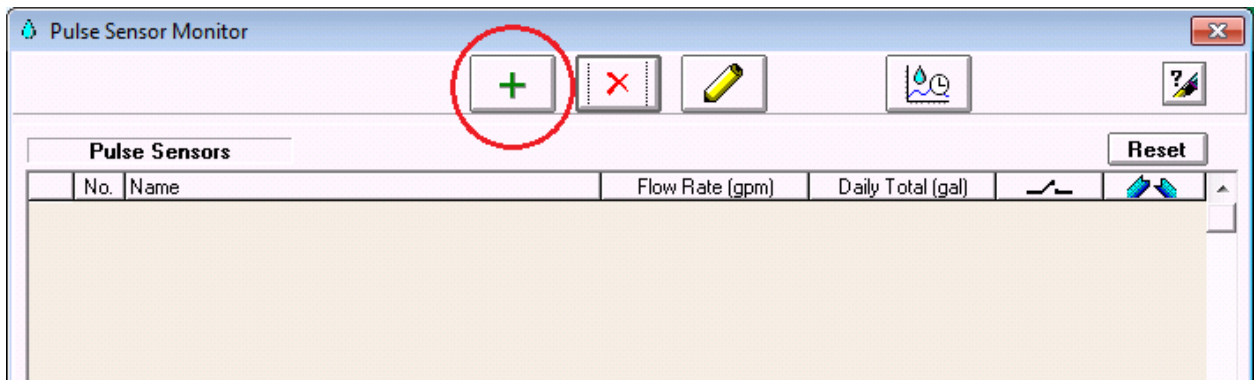 Pulse Sensor Monitor
?
Pulse Sensors
Reset
No. Name Flow Rate (gpm) Daily Total (gal)